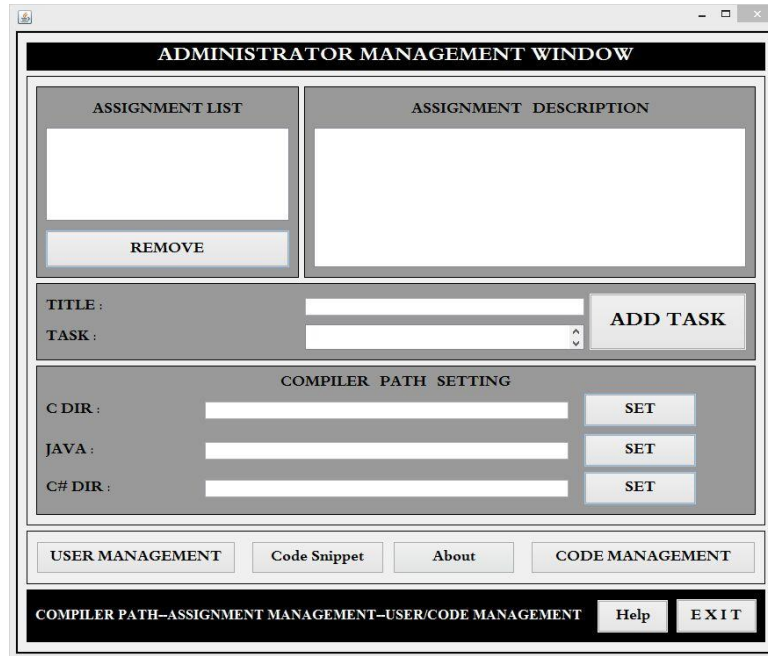 ADMINISTRATOR MANAGEMENT WINDOW
ASSIGNMENT LIST
REMOVE
ASSIGNMENT DESCRIPTION
TITLE :
TASK :
ADD TASK
COMPILER PATH SETTING
C DIR :
SET
JAVA :
SET
C# DIR :
SET
USER MANAGEMENT
Code Snippet
About
CODE MANAGEMENT
COMPILER PATH--ASSIGNMENT MANAGEMENT--USER/CODE MANAGEMENT
Help
EXIT